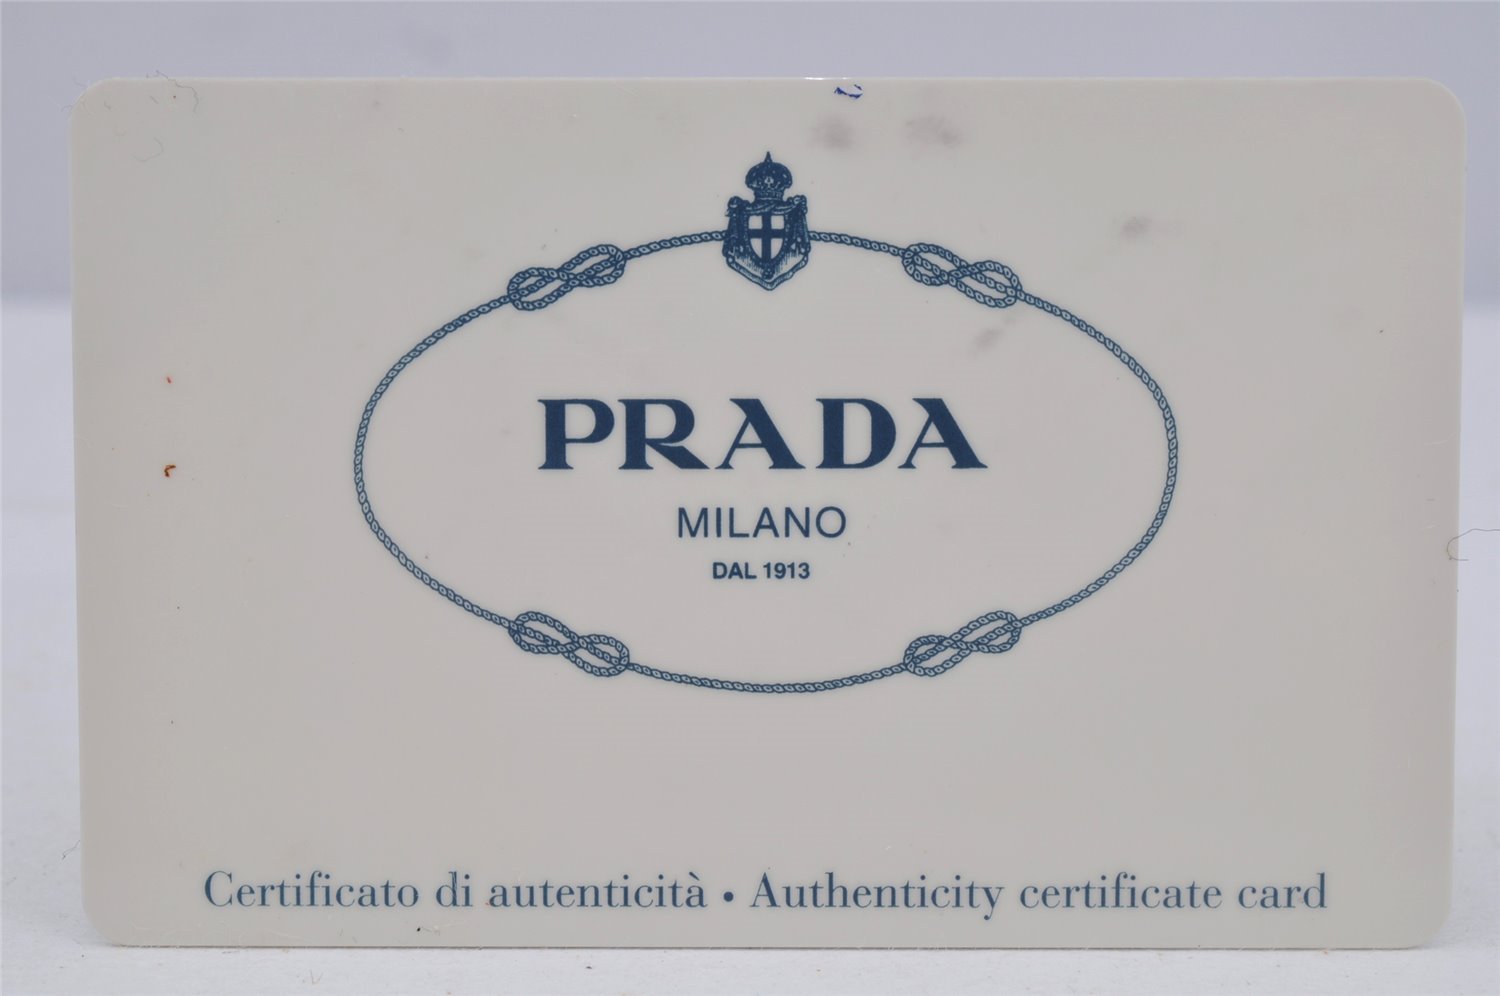 PRADA
MILANO
DAL 1913
Certificato di autenticità • Authenticity certificate card